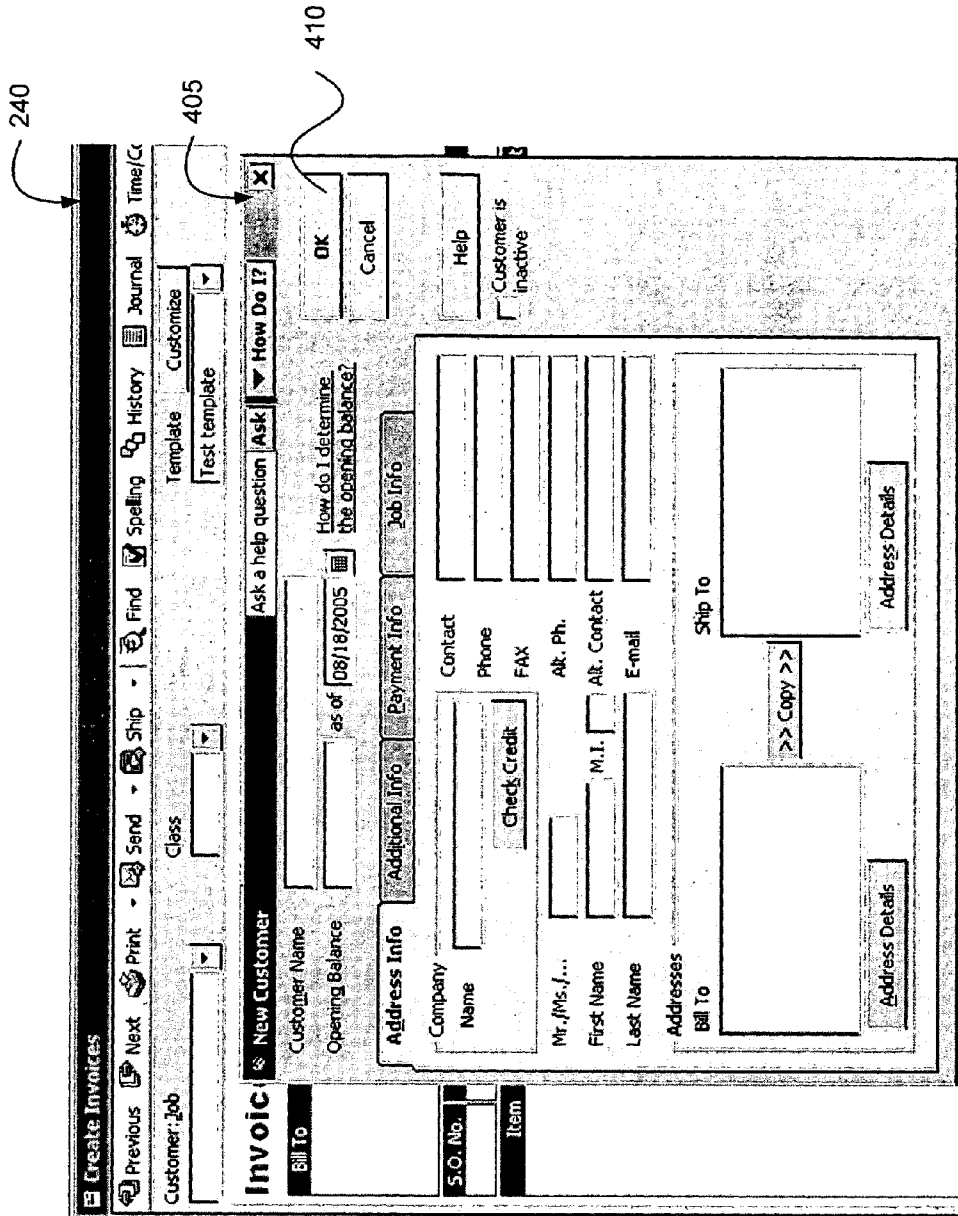 240
Create Invoices
Previous Next Print Send Ship Find Spelling History Journal Time/Co
Customer:Job Class Template Customize
Test template
405
Invoic
New Customer Ask a help question Ask How Do I? X
Bill To
Customer Name
OK
410
Opening Balance as of 08/18/2005 How do I determine the opening balance?
Cancel
Address Info Additional Info Payment Info Job Info
Help
Customer is inactive
S.O. No.
Item
Company
Name
Check Credit
Mr./Ms./...
First Name M.I.
Last Name
Contact
Phone
FAX
Alt. Ph.
Alt. Contact
E-mail
Addresses
Bill To Ship To
>> Copy >>
Address Details Address Details